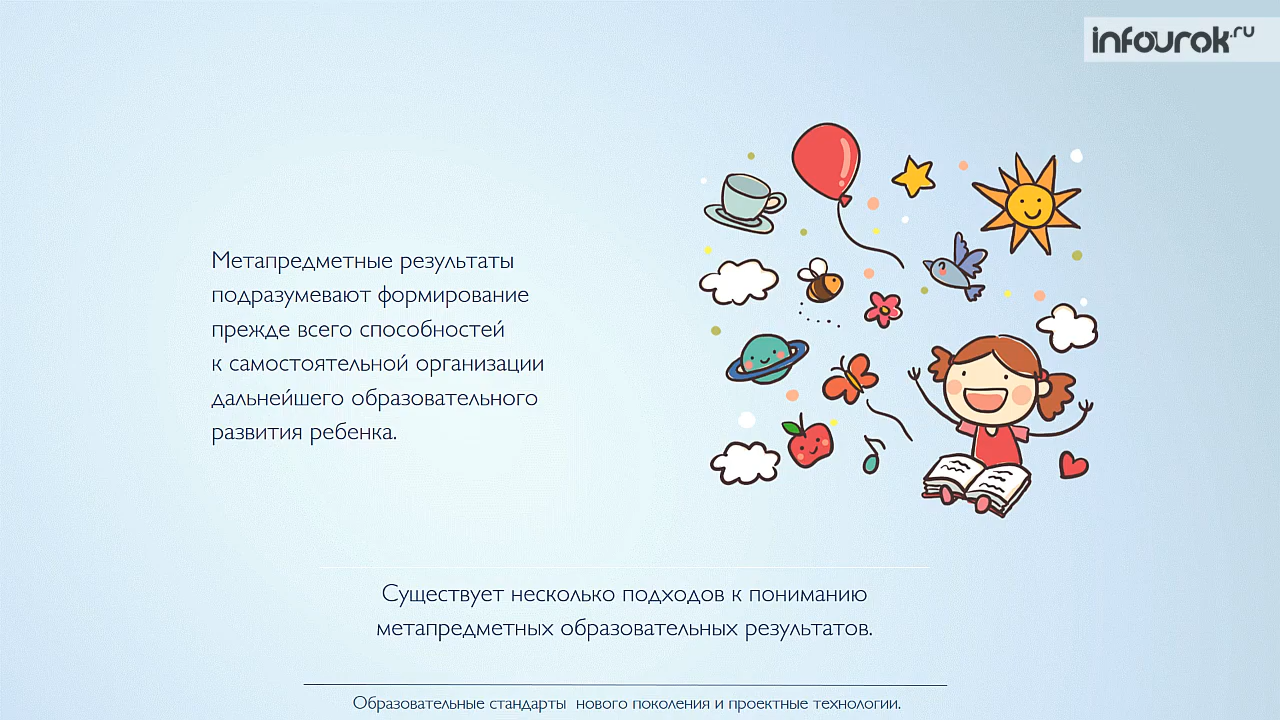 infourok.ru
Метапредметные результаты
подразумевают формирование
прежде всего способностей
к самостоятельной организации
дальнейшего образовательного
развития ребенка.
Существует несколько подходов к пониманию
метапредметных образовательных результатов.
Образовательные стандарты нового поколения и проектные технологии.